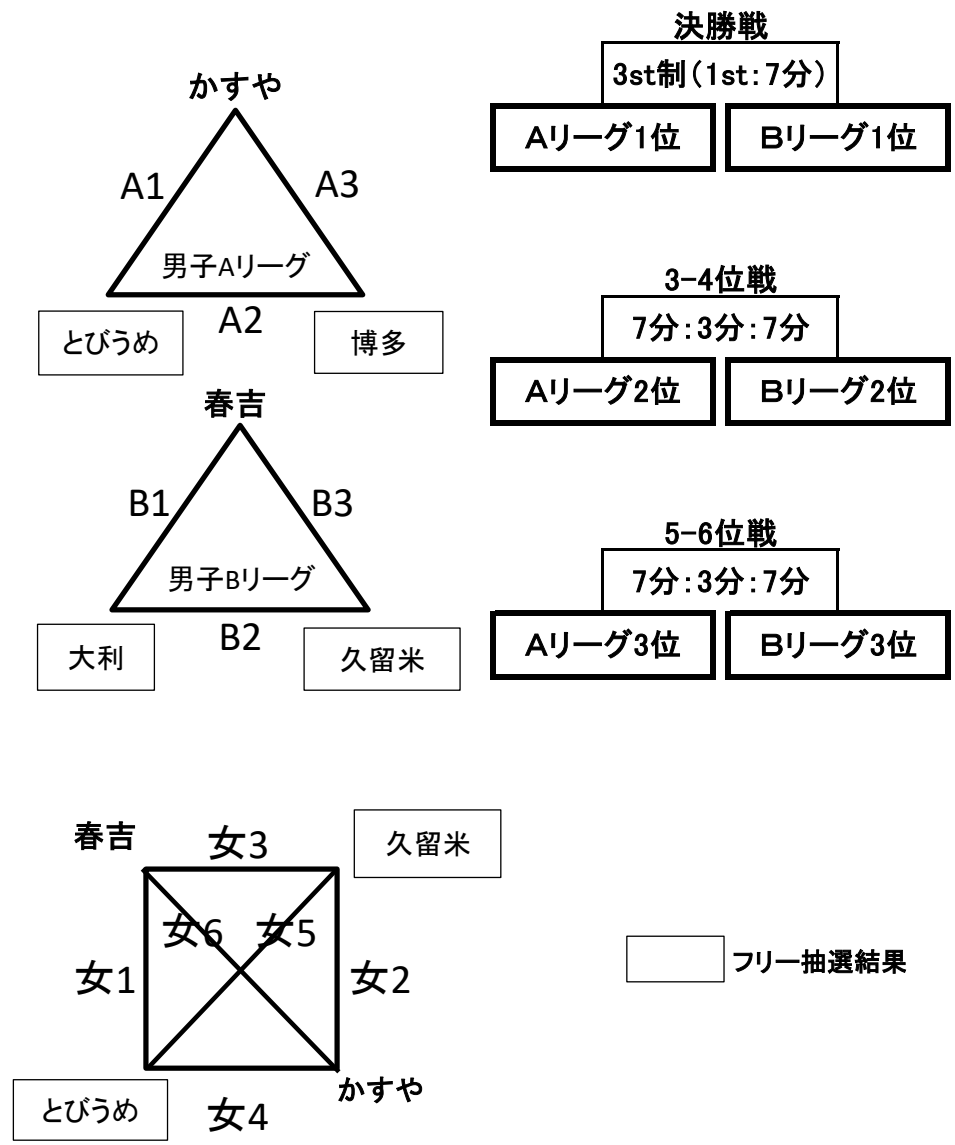 かすや
A1
A3
男子Aリーグ
A2
とびうめ
博多
春吉
B1
B3
男子Bリーグ
B2
大利
久留米
決勝戦
3st制(1st:7分)
Aリーグ1位
Bリーグ1位
3-4位戦
7分:3分:7分
Aリーグ2位
Bリーグ2位
5-6位戦
7分:3分:7分
Aリーグ3位
Bリーグ3位
春吉
女3
久留米
女6
女5
女1
女2
とびうめ
女4
かすや
フリー抽選結果